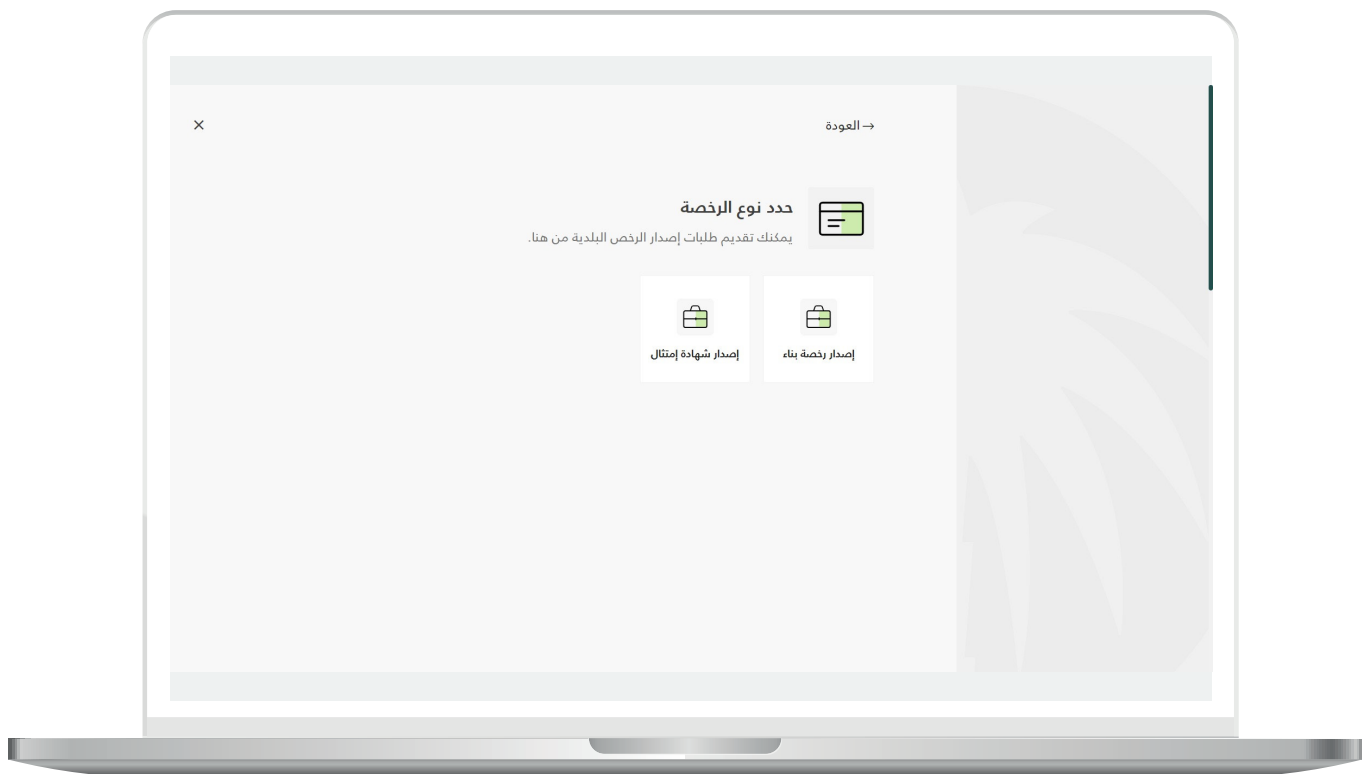 → العودة
×
حدد نوع الرخصة
يمكنك تقديم طلبات إصدار الرخص البلدية من هنا.
إصدار رخصة بناء
إصدار شهادة إمتثال